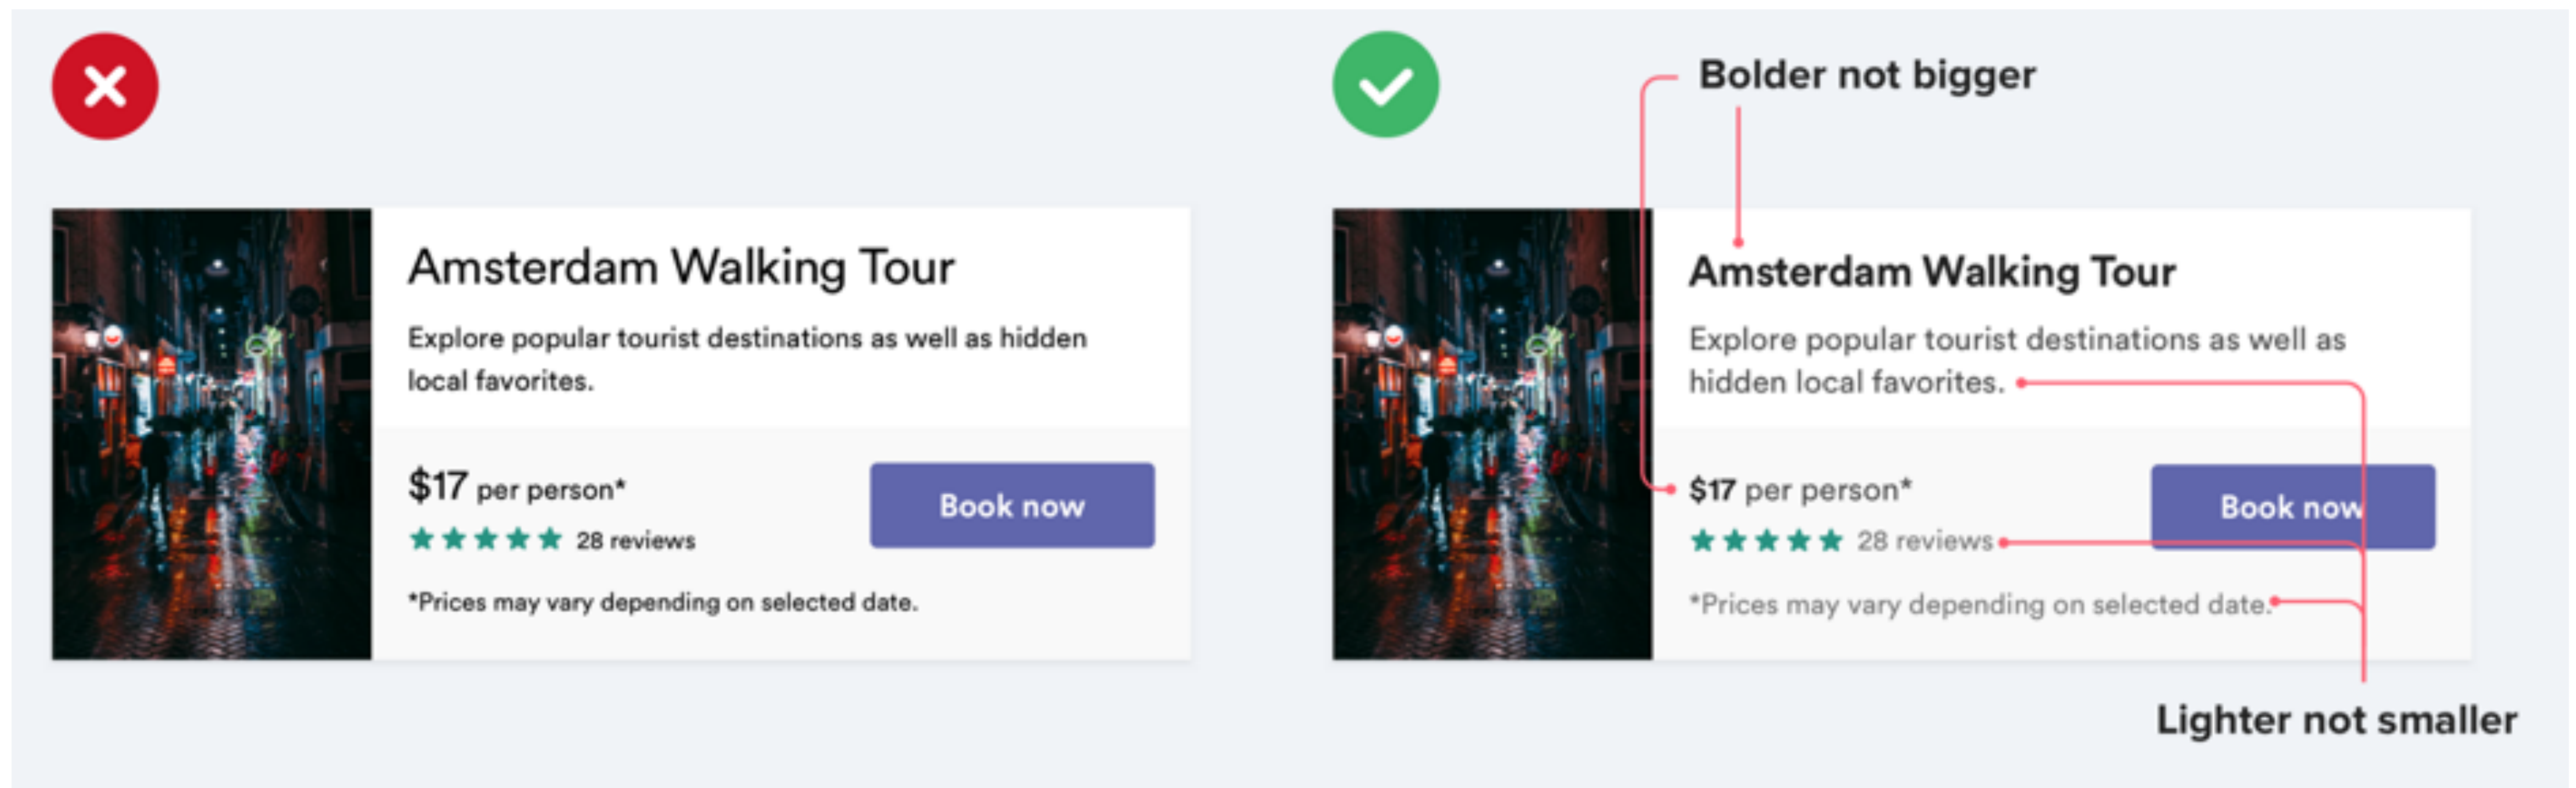 Bolder not bigger
Amsterdam Walking Tour
Explore popular tourist destinations as well as hidden
local favorites.
$17 per person*
Book now
28 reviews
*Prices may vary depending on selected date.
Amsterdam Walking Tour
Explore popular tourist destinations as well as
hidden local favorites.
$17 per person*
Book now
28 reviews
*Prices may vary depending on selected date.
Lighter not smaller